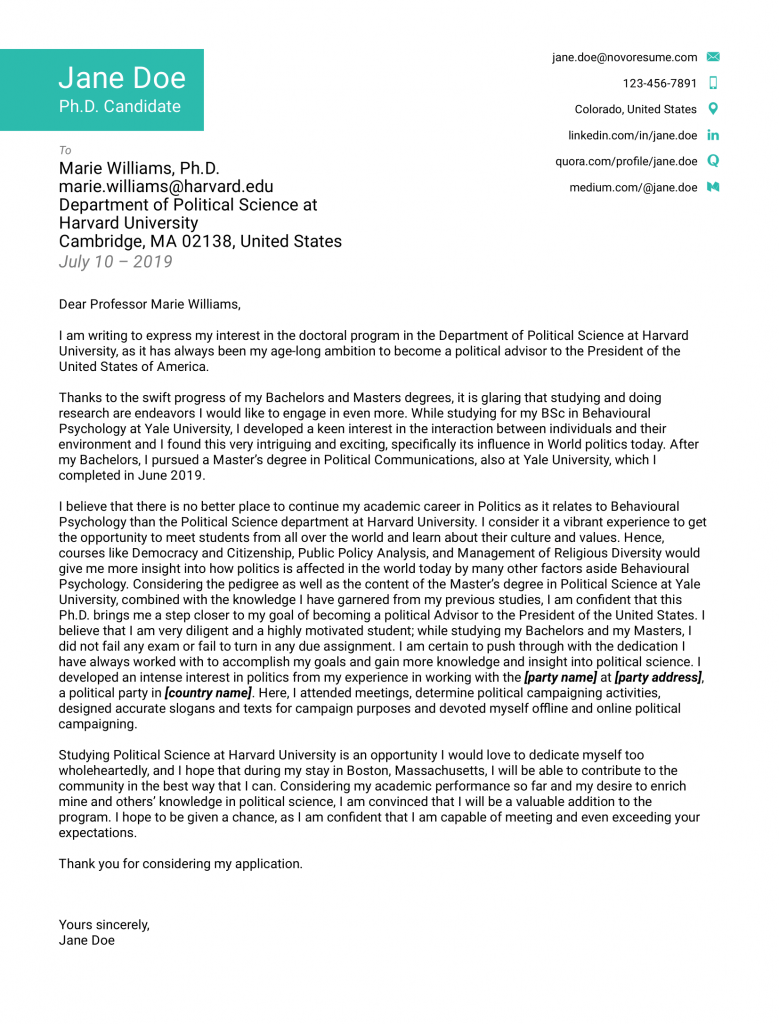 Jane Doe
Ph.D. Candidate
jane.doe@novoresume.com
123-456-7891
Colorado, United States
linkedin.com/in/jane.doe
quora.com/profile/jane.doe
medium.com/@jane.doe
To
Marie Williams, Ph.D.
marie.williams@harvard.edu
Department of Political Science at
Harvard University
Cambridge, MA 02138, United States
July 10 – 2019
Dear Professor Marie Williams,
I am writing to express my interest in the doctoral program in the Department of Political Science at Harvard
University, as it has always been my age-long ambition to become a political advisor to the President of the
United States of America.
Thanks to the swift progress of my Bachelors and Masters degrees, it is glaring that studying and doing
research are endeavors I would like to engage in even more. While studying for my BSc in Behavioural
Psychology at Yale University, I developed a keen interest in the interaction between individuals and their
environment and I found this very intriguing and exciting, specifically its influence in World politics today. After
my Bachelors, I pursued a Master's degree in Political Communications, also at Yale University, which I
completed in June 2019.
I believe that there is no better place to continue my academic career in Politics as it relates to Behavioural
Psychology than the Political Science department at Harvard University. I consider it a vibrant experience to get
the opportunity to meet students from all over the world and learn about their culture and values. Hence,
courses like Democracy and Citizenship, Public Policy Analysis, and Management of Religious Diversity would
give me more insight into how politics is affected in the world today by many other factors aside Behavioural
Psychology. Considering the pedigree as well as the content of the Master's degree in Political Science at Yale
University, combined with the knowledge I have garnered from my previous studies, I am confident that this
Ph.D. brings me a step closer to my goal of becoming a political Advisor to the President of the United States. I
believe that I am very diligent and a highly motivated student; while studying my Bachelors and my Masters, I
did not fail any exam or fail to turn in any due assignment. I am certain to push through with the dedication I
have always worked with to accomplish my goals and gain more knowledge and insight into political science. I
developed an intense interest in politics from my experience in working with the [party name] at [party address],
a political party in [country name]. Here, I attended meetings, determine political campaigning activities,
designed accurate slogans and texts for campaign purposes and devoted myself offline and online political
campaigning.
Studying Political Science at Harvard University is an opportunity I would love to dedicate myself too
wholeheartedly, and I hope that during my stay in Boston, Massachusetts, I will be able to contribute to the
community in the best way that I can. Considering my academic performance so far and my desire to enrich
mine and others' knowledge in political science, I am convinced that I will be a valuable addition to the
program. I hope to be given a chance, as I am confident that I am capable of meeting and even exceeding your
expectations.
Thank you for considering my application.
Yours sincerely,
Jane Doe